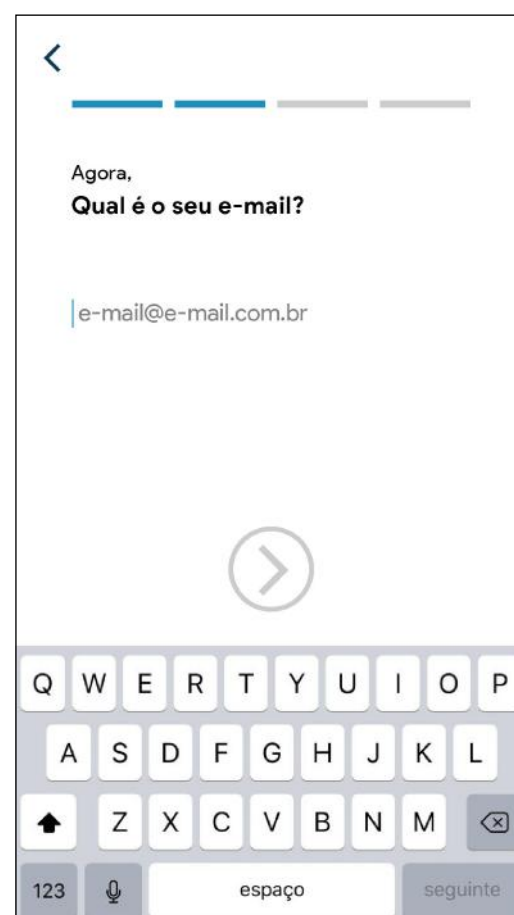 Agora,
Qual é o seu e-mail?
e-mail@e-mail.com.br
Q W E R T Y U I O P
A S D F G H J K L
Z X C V B N M
123 espaço seguinte